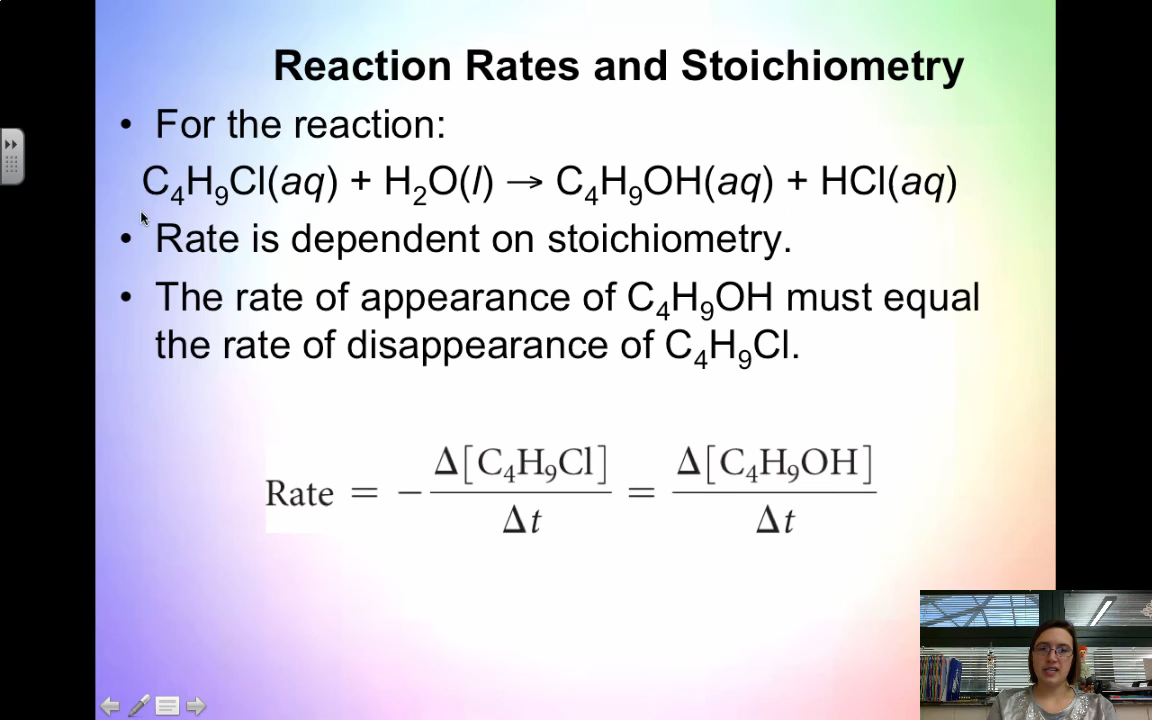 Reaction Rates and Stoichiometry
• For the reaction:
C₄H₉Cl(aq) + H₂O(l) → C₄H₉OH(aq) + HCl(aq)
• Rate is dependent on stoichiometry.
• The rate of appearance of C₄H₉OH must equal
the rate of disappearance of C₄H₉Cl.
Rate = − Δ[C₄H₉Cl] / Δt = Δ[C₄H₉OH] / Δt